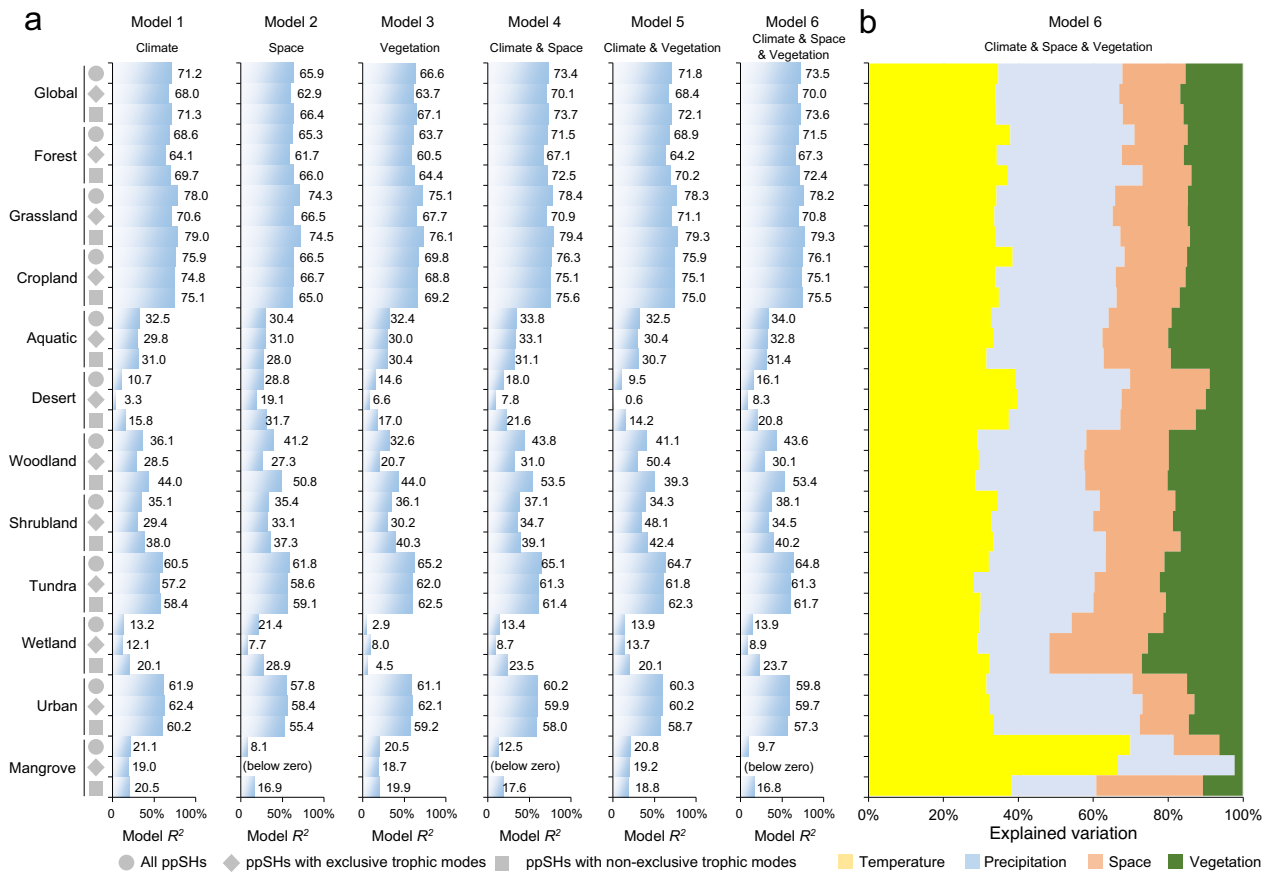 a
Model 1 Model 2 Model 3 Model 4 Model 5 Model 6
Climate Space Vegetation Climate & Space Climate & Vegetation Climate & Space & Vegetation
71.2 65.9 66.6 73.4 71.8 73.5
Global 68.0 62.9 63.7 70.1 68.4 70.0
71.3 66.4 67.1 73.7 72.1 73.6
68.6 65.3 63.7 71.5 68.9 71.5
Forest 64.1 61.7 60.5 67.1 64.2 67.3
69.7 66.0 64.4 72.5 70.2 72.4
78.0 74.3 75.1 78.4 78.3 78.2
Grassland 70.6 66.5 67.7 70.9 71.1 70.8
79.0 74.5 76.1 79.4 79.3 79.3
75.9 66.5 69.8 76.3 75.9 76.1
Cropland 74.8 66.7 68.8 75.1 75.1 75.1
75.1 65.0 69.2 75.6 75.0 75.5
32.5 30.4 32.4 33.8 32.5 34.0
Aquatic 29.8 31.0 30.0 33.1 30.4 32.8
31.0 28.0 30.4 31.1 30.7 31.4
10.7 28.8 14.6 18.0 9.5 16.1
Desert 3.3 19.1 6.6 7.8 0.6 8.3
15.8 31.7 17.0 21.6 14.2 20.8
36.1 41.2 32.6 43.8 41.1 43.6
Woodland 28.5 27.3 20.7 31.0 50.4 30.1
44.0 50.8 44.0 53.5 39.3 53.4
35.1 35.4 36.1 37.1 34.3 38.1
Shrubland 29.4 33.1 30.2 34.7 48.1 34.5
38.0 37.3 40.3 39.1 42.4 40.2
60.5 61.8 65.2 65.1 64.7 64.8
Tundra 57.2 58.6 62.0 61.3 61.8 61.3
58.4 59.1 62.5 61.4 62.3 61.7
13.2 21.4 2.9 13.4 13.9 13.9
Wetland 12.1 7.7 8.0 8.7 13.7 8.9
20.1 28.9 4.5 23.5 20.1 23.7
61.9 57.8 61.1 60.2 60.3 59.8
Urban 62.4 58.4 62.1 59.9 60.2 59.7
60.2 55.4 59.2 58.0 58.7 57.3
21.1 8.1 20.5 12.5 20.8 9.7
Mangrove 19.0 (below zero) 18.7 (below zero) 19.2 (below zero)
20.5 16.9 19.9 17.6 18.8 16.8
0 100% 0 100% 0 100% 0 100% 0 100% 0 100%
Model R² Model R² Model R² Model R² Model R² Model R²
b
Model 6
Climate & Space & Vegetation
0% 20% 40% 60% 80% 100%
Explained variation
All ppSHs ppSHs with exclusive trophic modes ppSHs with non-exclusive trophic modes
Temperature Precipitation Space Vegetation